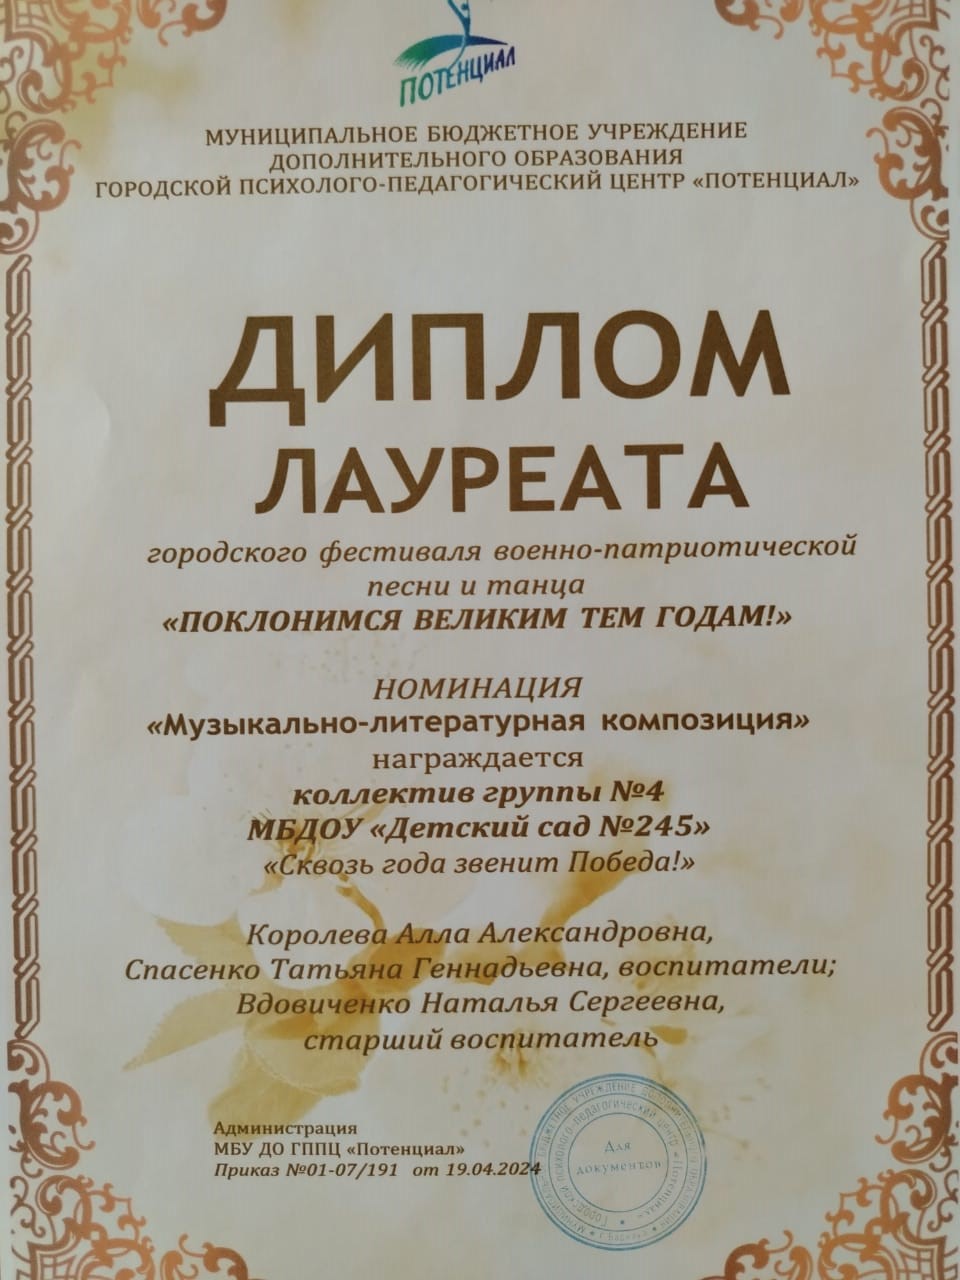 ПОТЕНЦИАЛ
МУНИЦИПАЛЬНОЕ БЮДЖЕТНОЕ УЧРЕЖДЕНИЕ
ДОПОЛНИТЕЛЬНОГО ОБРАЗОВАНИЯ
ГОРОДСКОЙ ПСИХОЛОГО-ПЕДАГОГИЧЕСКИЙ ЦЕНТР «ПОТЕНЦИАЛ»
ДИПЛОМ
ЛАУРЕАТА
городского фестиваля военно-патриотической
песни и танца
«ПОКЛОНИМСЯ ВЕЛИКИМ ТЕМ ГОДАМ!»
НОМИНАЦИЯ
«Музыкально-литературная композиция»
награждается
коллектив группы №4
МБДОУ «Детский сад №245»
«Сквозь года звенит Победа!»
Королева Алла Александровна,
Спасенко Татьяна Геннадьевна, воспитатели;
Вдовиченко Наталья Сергеевна,
старший воспитатель
Администрация
МБУ ДО ГППЦ «Потенциал»
Приказ №01-07/191 от 19.04.2024
Для
документов